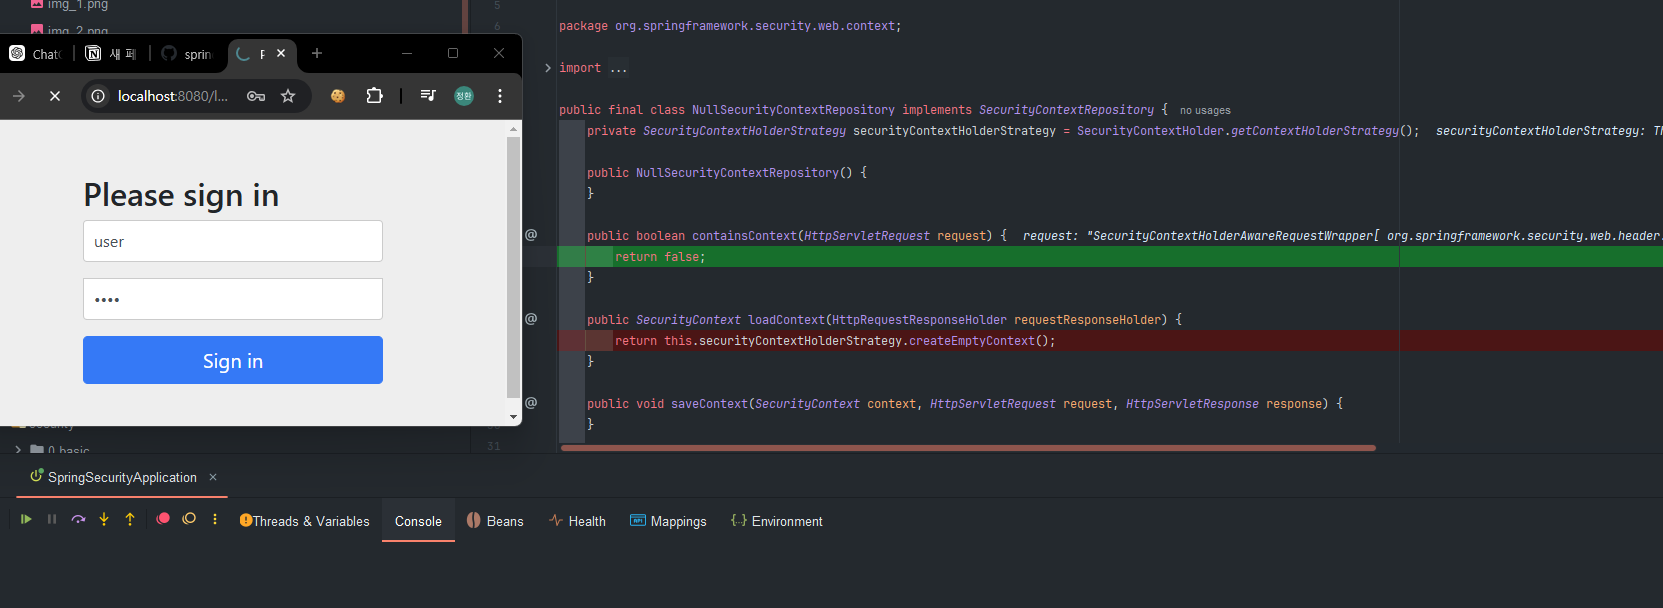 img_1.png
img_2.png
Chat
새 페
sprin
localhost:8080/l...
정환
Please sign in
user
••••
Sign in
5
6
package org.springframework.security.web.context;
import ...
public final class NullSecurityContextRepository implements SecurityContextRepository { no usages
private SecurityContextHolderStrategy securityContextHolderStrategy = SecurityContextHolder.getContextHolderStrategy(); securityContextHolderStrategy: Th
public NullSecurityContextRepository() {
}
public boolean containsContext(HttpServletRequest request) { request: "SecurityContextHolderAwareRequestWrapper[ org.springframework.security.web.header.
return false;
}
public SecurityContext loadContext(HttpRequestResponseHolder requestResponseHolder) {
return this.securityContextHolderStrategy.createEmptyContext();
}
public void saveContext(SecurityContext context, HttpServletRequest request, HttpServletResponse response) {
}
31
security
0 basic
SpringSecurityApplication
Threads & Variables
Console
Beans
Health
Mappings
Environment